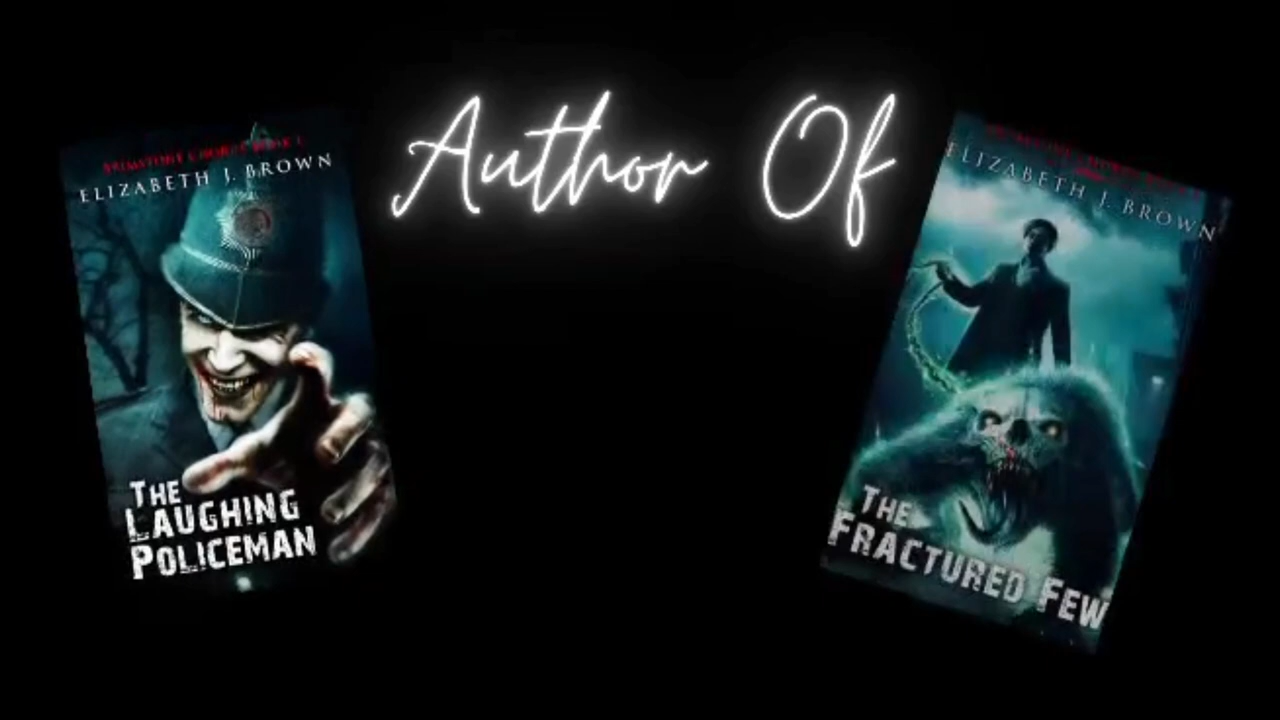 Author Of
ELIZABETH J. BROWN
THE
LAUGHING
POLICEMAN
ELIZABETH J. BROWN
THE
FRACTURED FEW